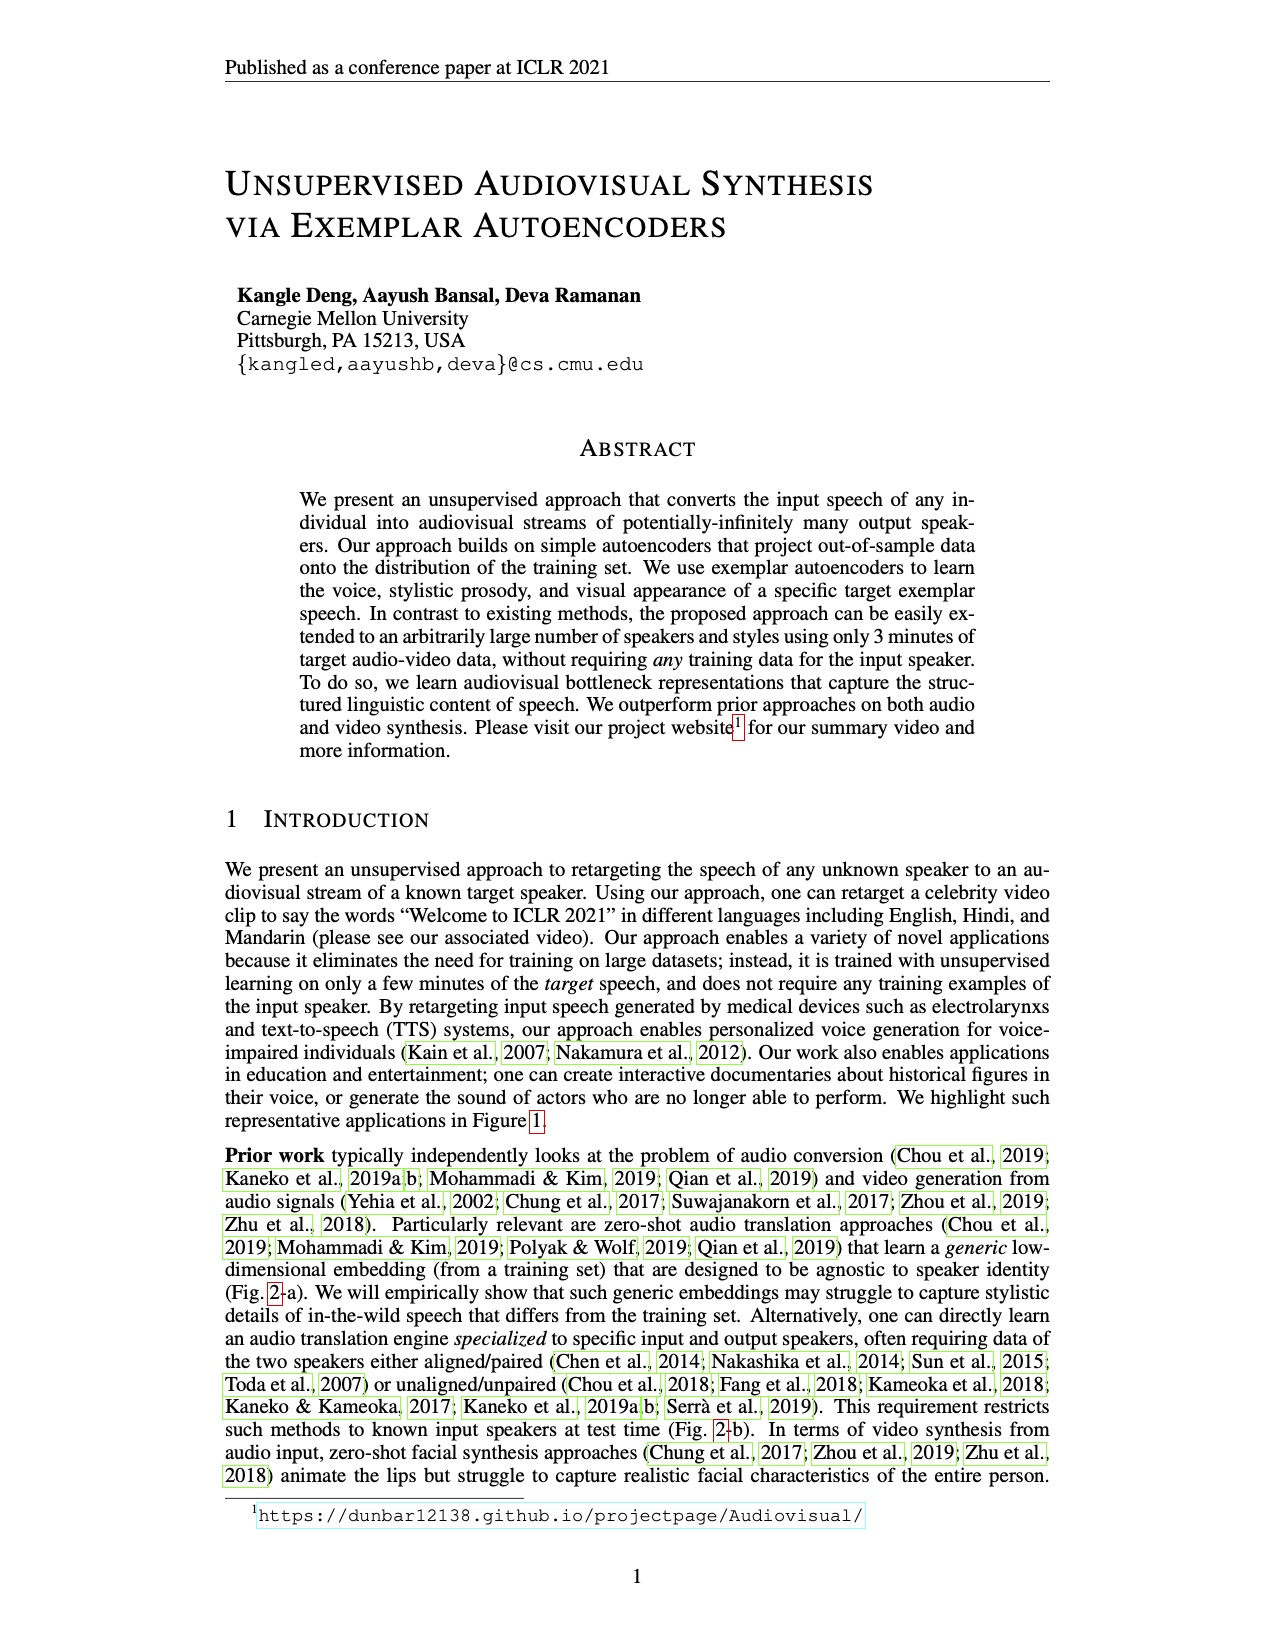 Published as a conference paper at ICLR 2021
UNSUPERVISED AUDIOVISUAL SYNTHESIS
VIA EXEMPLAR AUTOENCODERS
Kangle Deng, Aayush Bansal, Deva Ramanan
Carnegie Mellon University
Pittsburgh, PA 15213, USA
{kangled,aayushb,deva}@cs.cmu.edu
ABSTRACT
We present an unsupervised approach that converts the input speech of any in-
dividual into audiovisual streams of potentially-infinitely many output speak-
ers. Our approach builds on simple autoencoders that project out-of-sample data
onto the distribution of the training set. We use exemplar autoencoders to learn
the voice, stylistic prosody, and visual appearance of a specific target exemplar
speech. In contrast to existing methods, the proposed approach can be easily ex-
tended to an arbitrarily large number of speakers and styles using only 3 minutes of
target audio-video data, without requiring any training data for the input speaker.
To do so, we learn audiovisual bottleneck representations that capture the struc-
tured linguistic content of speech. We outperform prior approaches on both audio
and video synthesis. Please visit our project website1 for our summary video and
more information.
1 INTRODUCTION
We present an unsupervised approach to retargeting the speech of any unknown speaker to an au-
diovisual stream of a known target speaker. Using our approach, one can retarget a celebrity video
clip to say the words “Welcome to ICLR 2021” in different languages including English, Hindi, and
Mandarin (please see our associated video). Our approach enables a variety of novel applications
because it eliminates the need for training on large datasets; instead, it is trained with unsupervised
learning on only a few minutes of the target speech, and does not require any training examples of
the input speaker. By retargeting input speech generated by medical devices such as electrolarynxs
and text-to-speech (TTS) systems, our approach enables personalized voice generation for voice-
impaired individuals (Kain et al., 2007; Nakamura et al., 2012). Our work also enables applications
in education and entertainment; one can create interactive documentaries about historical figures in
their voice, or generate the sound of actors who are no longer able to perform. We highlight such
representative applications in Figure 1.
Prior work typically independently looks at the problem of audio conversion (Chou et al., 2019;
Kaneko et al., 2019a;b; Mohammadi & Kim, 2019; Qian et al., 2019) and video generation from
audio signals (Yehia et al., 2002; Chung et al., 2017; Suwajanakorn et al., 2017; Zhou et al., 2019;
Zhu et al., 2018). Particularly relevant are zero-shot audio translation approaches (Chou et al.,
2019; Mohammadi & Kim, 2019; Polyak & Wolf, 2019; Qian et al., 2019) that learn a generic low-
dimensional embedding (from a training set) that are designed to be agnostic to speaker identity
(Fig. 2-a). We will empirically show that such generic embeddings may struggle to capture stylistic
details of in-the-wild speech that differs from the training set. Alternatively, one can directly learn
an audio translation engine specialized to specific input and output speakers, often requiring data of
the two speakers either aligned/paired (Chen et al., 2014; Nakashika et al., 2014; Sun et al., 2015;
Toda et al., 2007) or unaligned/unpaired (Chou et al., 2018; Fang et al., 2018; Kameoka et al., 2018;
Kaneko & Kameoka, 2017; Kaneko et al., 2019a;b; Serrà et al., 2019). This requirement restricts
such methods to known input speakers at test time (Fig. 2-b). In terms of video synthesis from
audio input, zero-shot facial synthesis approaches (Chung et al., 2017; Zhou et al., 2019; Zhu et al.,
2018) animate the lips but struggle to capture realistic facial characteristics of the entire person.
1https://dunbar12138.github.io/projectpage/Audiovisual/
1